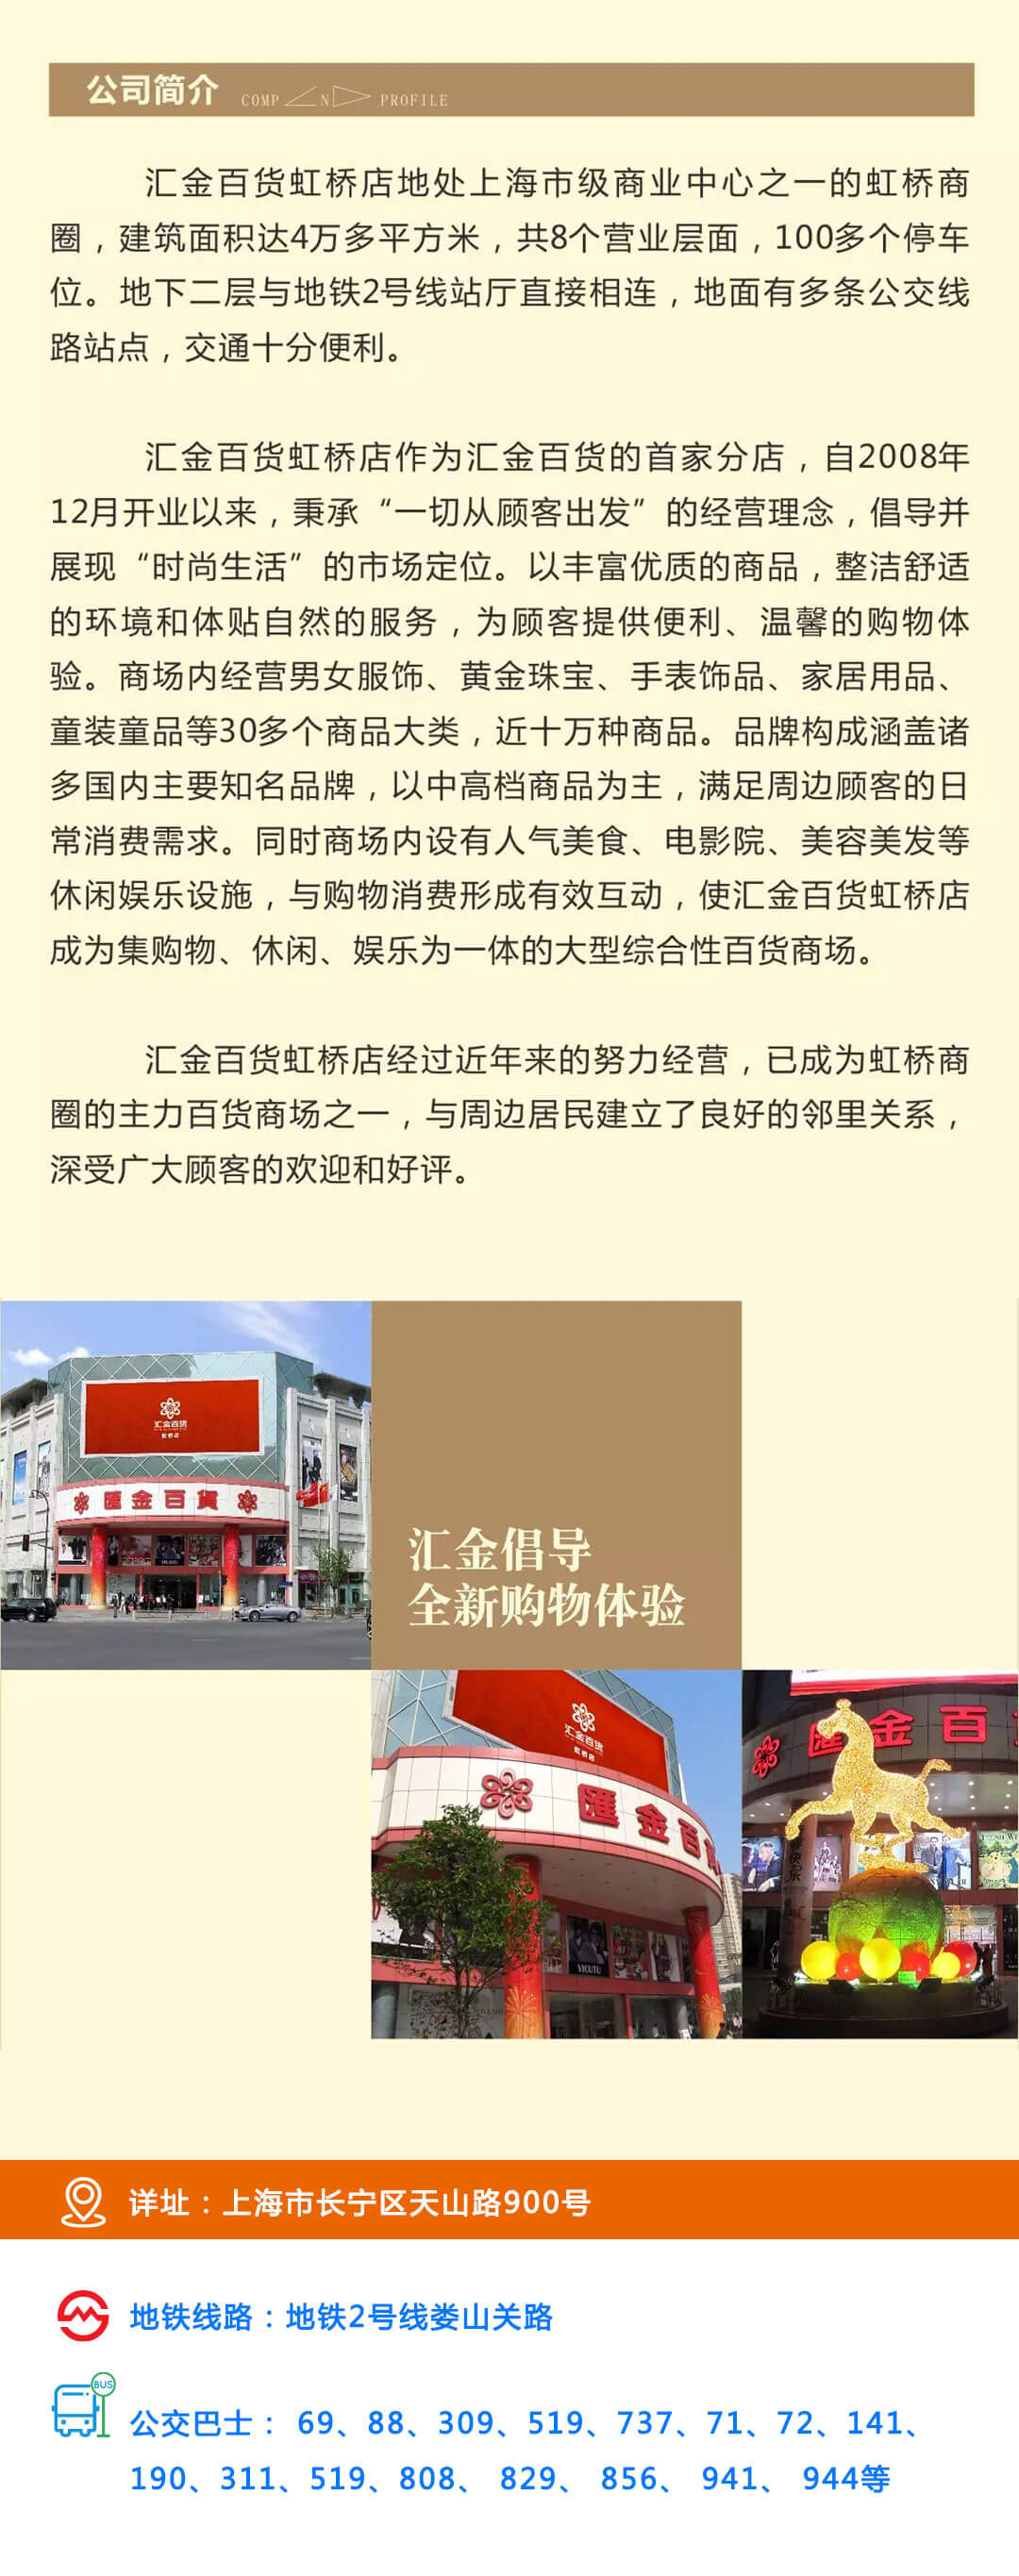 公司简介 COMP N PROFILE
汇金百货虹桥店地处上海市级商业中心之一的虹桥商
圈，建筑面积达4万多平方米，共8个营业层面，100多个停车
位。地下二层与地铁2号线站厅直接相连，地面有多条公交线
路站点，交通十分便利。
汇金百货虹桥店作为汇金百货的首家分店，自2008年
12月开业以来，秉承“一切从顾客出发”的经营理念，倡导并
展现“时尚生活”的市场定位。以丰富优质的商品，整洁舒适
的环境和体贴自然的服务，为顾客提供便利、温馨的购物体
验。商场内经营男女服饰、黄金珠宝、手表饰品、家居用品、
童装童品等30多个商品大类，近十万种商品。品牌构成涵盖诸
多国内主要知名品牌，以中高档商品为主，满足周边顾客的日
常消费需求。同时商场内设有人气美食、电影院、美容美发等
休闲娱乐设施，与购物消费形成有效互动，使汇金百货虹桥店
成为集购物、休闲、娱乐为一体的大型综合性百货商场。
汇金百货虹桥店经过近年来的努力经营，已成为虹桥商
圈的主力百货商场之一，与周边居民建立了良好的邻里关系，
深受广大顾客的欢迎和好评。
汇金百货
虹桥店
匯金百貨
汇金倡导
全新购物体验
汇金百货
虹桥店
匯金百貨
VICUTU
匯金百
详址：上海市长宁区天山路900号
地铁线路：地铁2号线娄山关路
BUS
公交巴士： 69、88、309、519、737、71、72、141、
190、311、519、808、 829、 856、 941、 944等